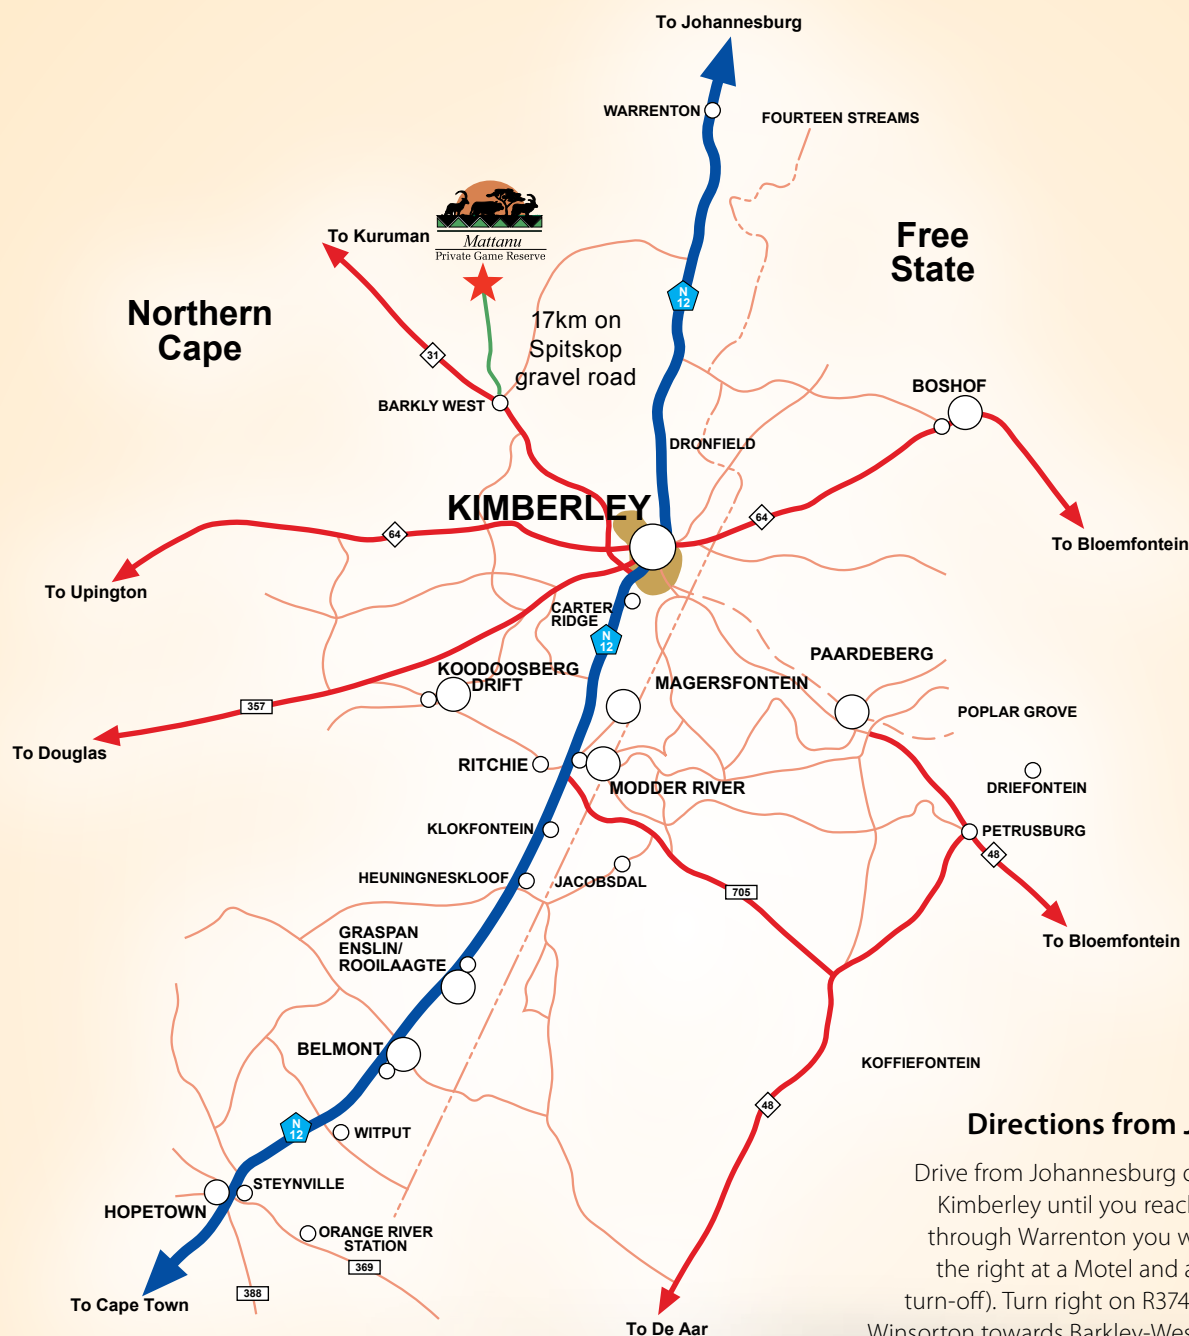 To Johannesburg
WARRENTON
FOURTEEN STREAMS
Mattanu
Private Game Reserve
To Kuruman
Free
State
Northern
Cape
N
12
17km on
Spitskop
gravel road
31
BARKLY WEST
BOSHOF
DRONFIELD
KIMBERLEY
64
64
To Bloemfontein
To Upington
CARTER
RIDGE
N
12
PAARDEBERG
KOODOOSBERG
DRIFT
MAGERSFONTEIN
357
POPLAR GROVE
To Douglas
RITCHIE
MODDER RIVER
DRIEFONTEIN
KLOKFONTEIN
PETRUSBURG
48
HEUNINGNESKLOOF
JACOBSDAL
705
GRASPAN
ENSLIN/
ROOILAAGTE
To Bloemfontein
BELMONT
KOFFIEFONTEIN
48
N
12
WITPUT
STEYNVILLE
HOPETOWN
ORANGE RIVER
STATION
369
388
To Cape Town
To De Aar
Directions from J
Drive from Johannesburg
Kimberley until you reach
through Warrenton you w
the right at a Motel and a
turn-off). Turn right on R374
Winsorton towards Barkley-Wes